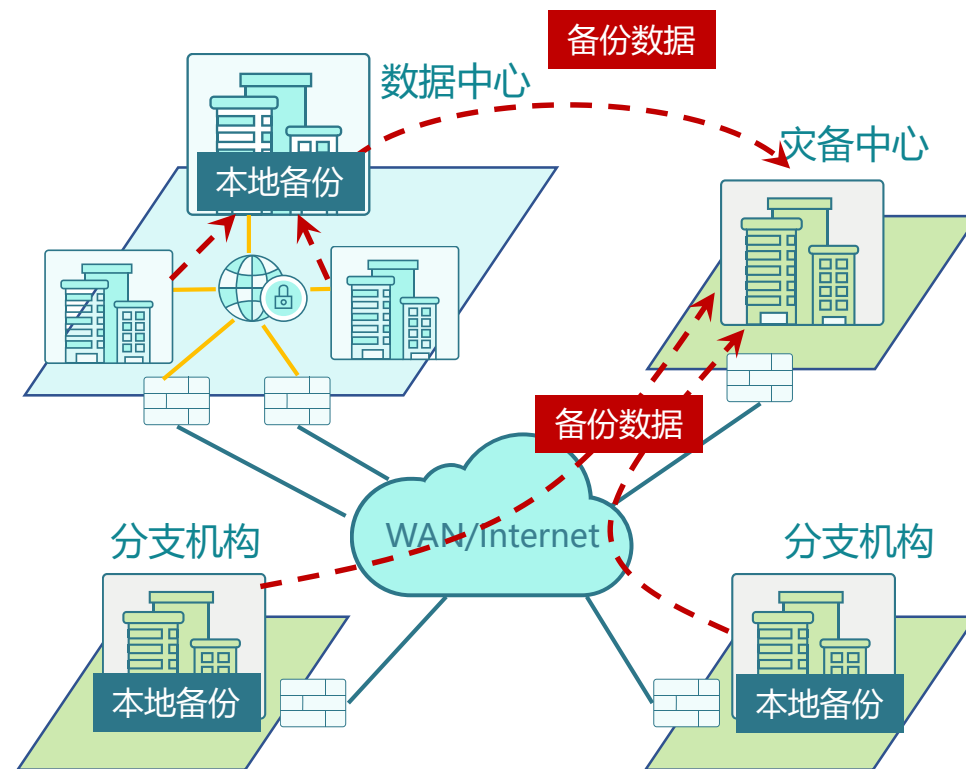 备份数据
数据中心
灾备中心
本地备份
备份数据
WAN/Internet
分支机构
分支机构
本地备份
本地备份